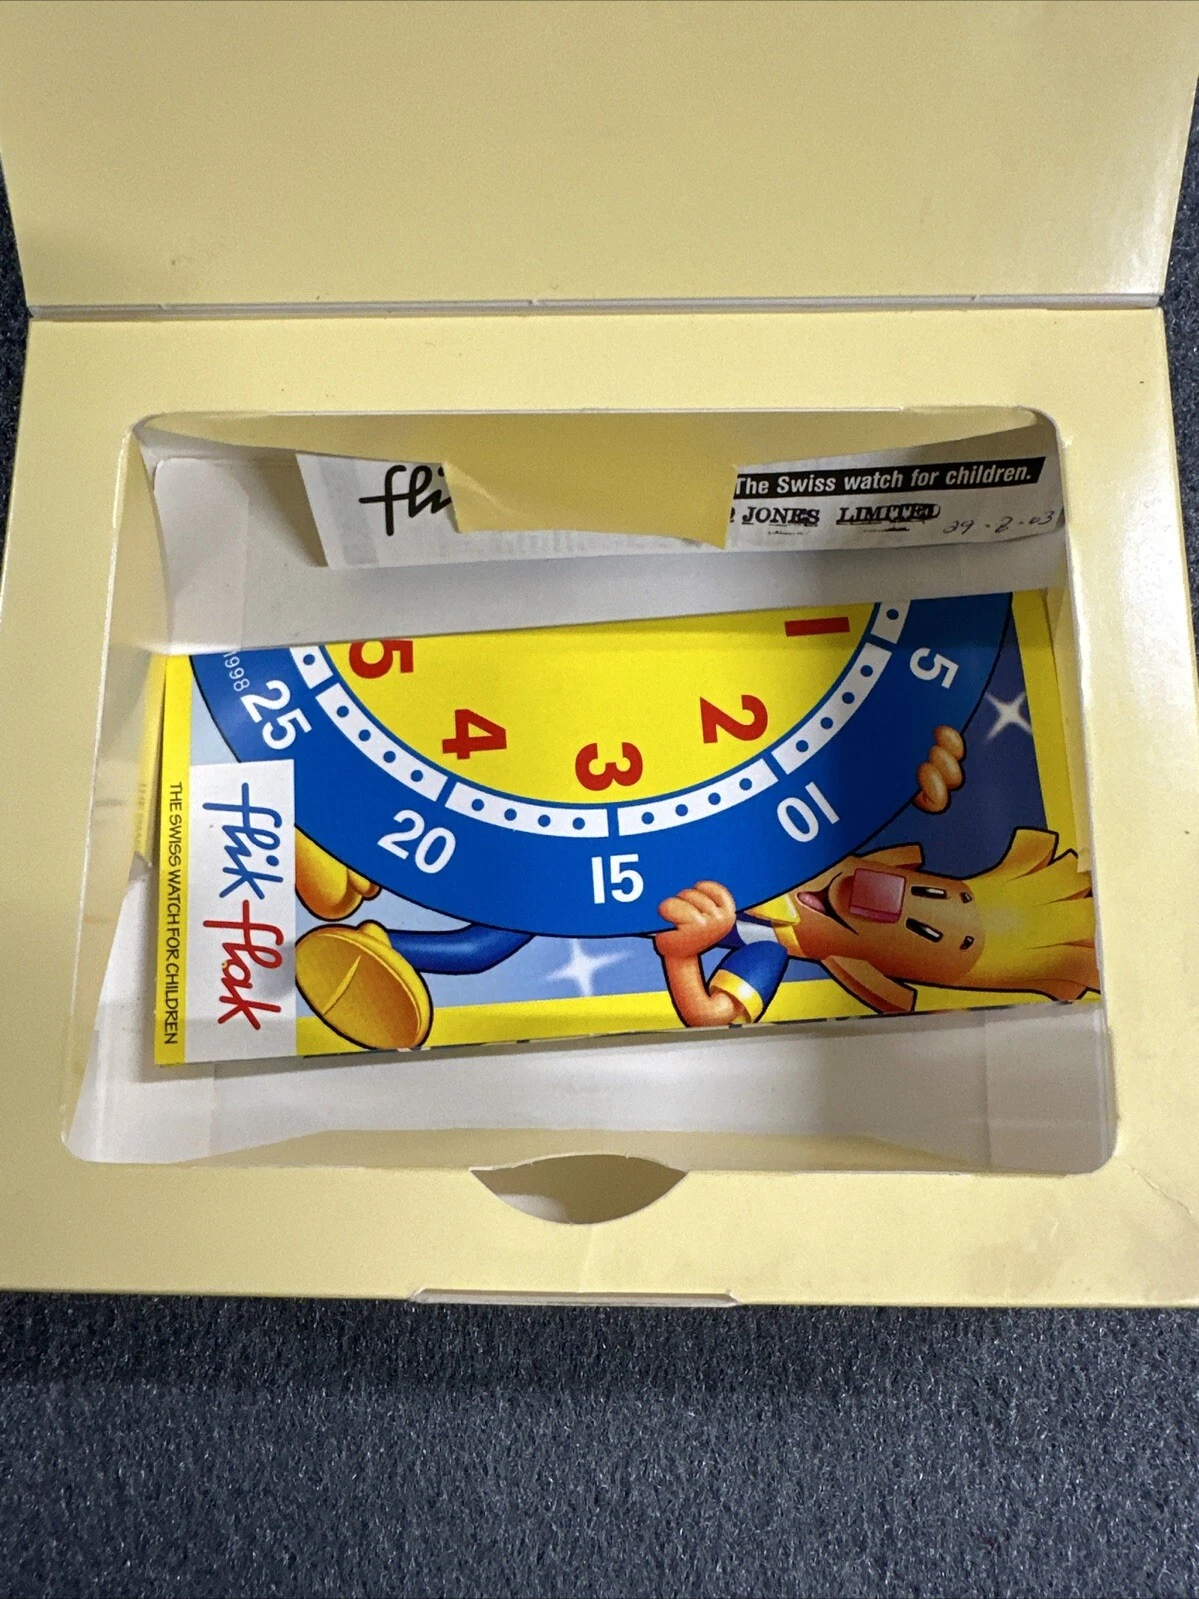 fli
The Swiss watch for children.
JONES LIMITED 29-8-03
1
2
3
4
5
5
10
15
20
25
1998
flik flak
THE SWISS WATCH FOR CHILDREN